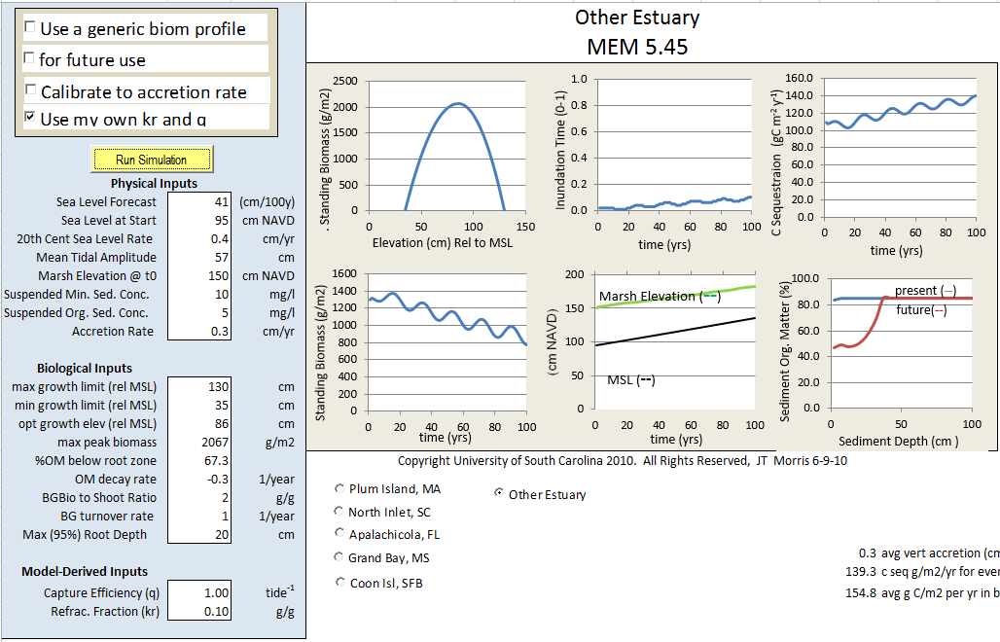 Use a generic biom profile
for future use
Calibrate to accretion rate
Use my own kr and q
Run Simulation
Physical Inputs
Sea Level Forecast 41 (cm/100y)
Sea Level at Start 95 cm NAVD
20th Cent Sea Level Rate 0.4 cm/yr
Mean Tidal Amplitude 57 cm
Marsh Elevation @ t0 150 cm NAVD
Suspended Min. Sed. Conc. 10 mg/l
Suspended Org. Sed. Conc. 5 mg/l
Accretion Rate 0.3 cm/yr
Biological Inputs
max growth limit (rel MSL) 130 cm
min growth limit (rel MSL) 35 cm
opt growth elev (rel MSL) 86 cm
max peak biomass 2067 g/m2
%OM below root zone 67.3
OM decay rate -0.3 1/year
BGBio to Shoot Ratio 2 g/g
BG turnover rate 1 1/year
Max (95%) Root Depth 20 cm
Model-Derived Inputs
Capture Efficiency (q) 1.00 tide-1
Refrac. Fraction (kr) 0.10 g/g
Other Estuary
MEM 5.45
. Standing Biomass (g/m2)
2500
2000
1500
1000
500
0
0 50 100 150
Elevation (cm) Rel to MSL
Inundation Time (0-1)
1.0
0.8
0.6
0.4
0.2
0.0
0 20 40 60 80 100
time (yrs)
C Sequestraion (gC m-2 y-1)
160.0
140.0
120.0
100.0
80.0
60.0
40.0
20.0
0.0
0 20 40 60 80 100
time (yrs)
Standing Biomass (g/m2)
1600
1400
1200
1000
800
600
400
200
0
0 20 40 60 80 100
time (yrs)
(cm NAVD)
200
150
100
50
0
Marsh Elevation (--)
MSL (--)
0 20 40 60 80 100
time (yrs)
Sediment Org. Matter (%)
100.0
80.0
60.0
40.0
20.0
0.0
present (--)
future(--)
0 50 100
Sediment Depth (cm )
Copyright University of South Carolina 2010. All Rights Reserved, JT Morris 6-9-10
Plum Island, MA
North Inlet, SC
Apalachicola, FL
Grand Bay, MS
Coon Isl, SFB
Other Estuary
0.3 avg vert accretion (cm
139.3 c seq g/m2/yr for ever
154.8 avg g C/m2 per yr in b